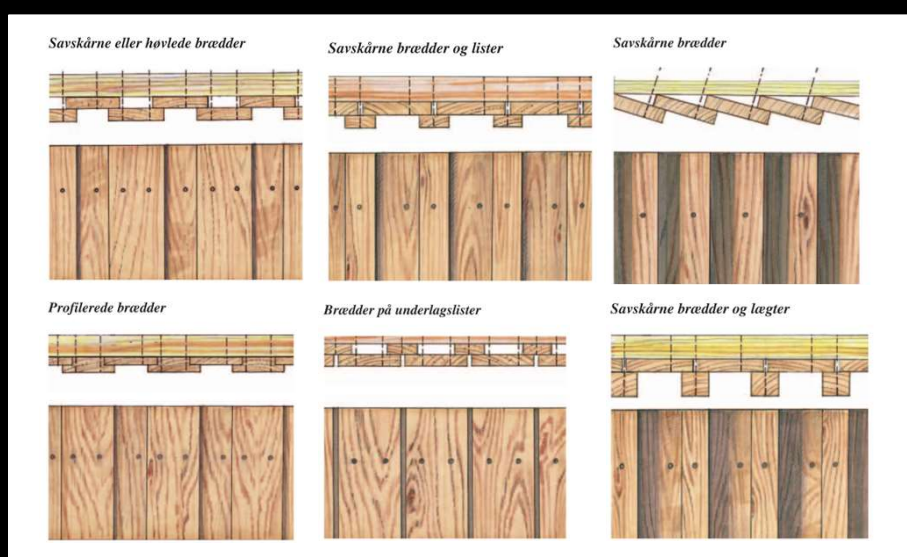 Savskårne eller høvlede brædder
Savskårne brædder og lister
Savskårne brædder
Profilerede brædder
Brædder på underlagslister
Savskårne brædder og lægter